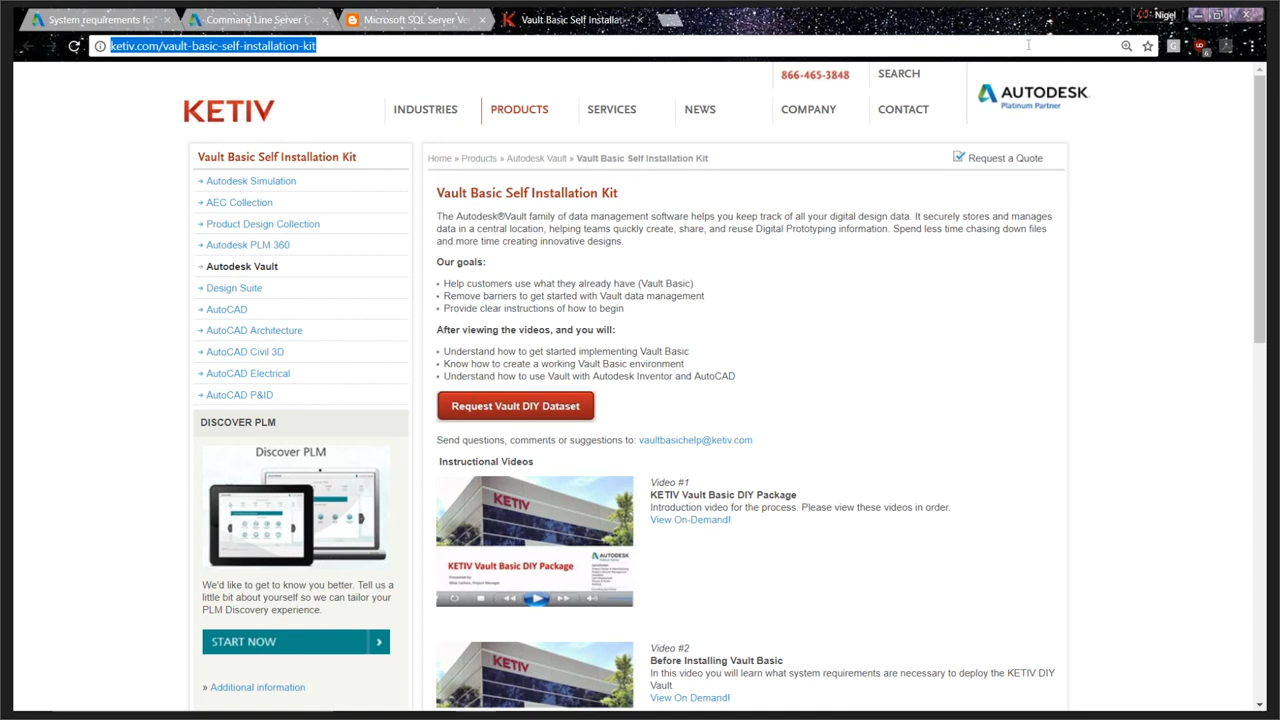 System requirements for
Command Line Server C
Microsoft SQL Server Ve
Vault Basic Self Installat
Nigel
ketiv.com/vault-basic-self-installation-kit
866-465-3848
SEARCH
KETIV
INDUSTRIES
PRODUCTS
SERVICES
NEWS
COMPANY
CONTACT
AUTODESK.
Platinum Partner
Vault Basic Self Installation Kit
Autodesk Simulation
AEC Collection
Product Design Collection
Autodesk PLM 360
Autodesk Vault
Design Suite
AutoCAD
AutoCAD Architecture
AutoCAD Civil 3D
AutoCAD Electrical
AutoCAD P&ID
DISCOVER PLM
Discover PLM
We'd like to get to know you better. Tell us a
little bit about yourself so we can tailor your
PLM Discovery experience.
START NOW
» Additional information
Home » Products » Autodesk Vault » Vault Basic Self Installation Kit
Request a Quote
Vault Basic Self Installation Kit
The Autodesk®Vault family of data management software helps you keep track of all your digital design data. It securely stores and manages
data in a central location, helping teams quickly create, share, and reuse Digital Prototyping information. Spend less time chasing down files
and more time creating innovative designs.
Our goals:
• Help customers use what they already have (Vault Basic)
• Remove barriers to get started with Vault data management
• Provide clear instructions of how to begin
After viewing the videos, and you will:
• Understand how to get started implementing Vault Basic
• Know how to create a working Vault Basic environment
• Understand how to use Vault with Autodesk Inventor and AutoCAD
Request Vault DIY Dataset
Send questions, comments or suggestions to: vaultbasichelp@ketiv.com
Instructional Videos
KETIV
AUTODESK
KETIV Vault Basic DIY Package
Video #1
KETIV Vault Basic DIY Package
Introduction video for the process. Please view these videos in order.
View On-Demand!
KETIV
Video #2
Before Installing Vault Basic
In this video you will learn what system requirements are necessary to deploy the KETIV DIY
Vault.
View On Demand!